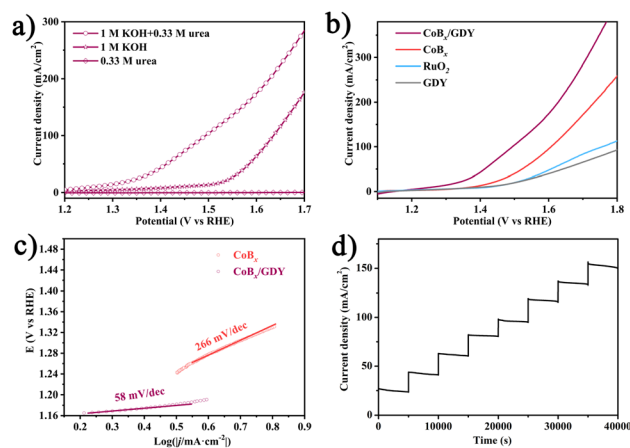 a)
300
250
200
150
100
50
0
Current density (mA/cm²)
1 M KOH+0.33 M urea
1 M KOH
0.33 M urea
1.2 1.3 1.4 1.5 1.6 1.7
Potential (V vs RHE)
b)
300
200
100
0
Current density (mA/cm²)
CoBₓ/GDY
CoBₓ
RuO₂
GDY
1.2 1.4 1.6 1.8
Potential (V vs RHE)
c)
1.48
1.44
1.40
1.36
1.32
1.28
1.24
1.20
1.16
E (V vs RHE)
CoBₓ
CoBₓ/GDY
266 mV/dec
58 mV/dec
0.2 0.3 0.4 0.5 0.6 0.7 0.8 0.9
Log(|j/mA·cm⁻²|)
d)
150
100
50
0
Current density (mA/cm²)
0 10000 20000 30000 40000
Time (s)